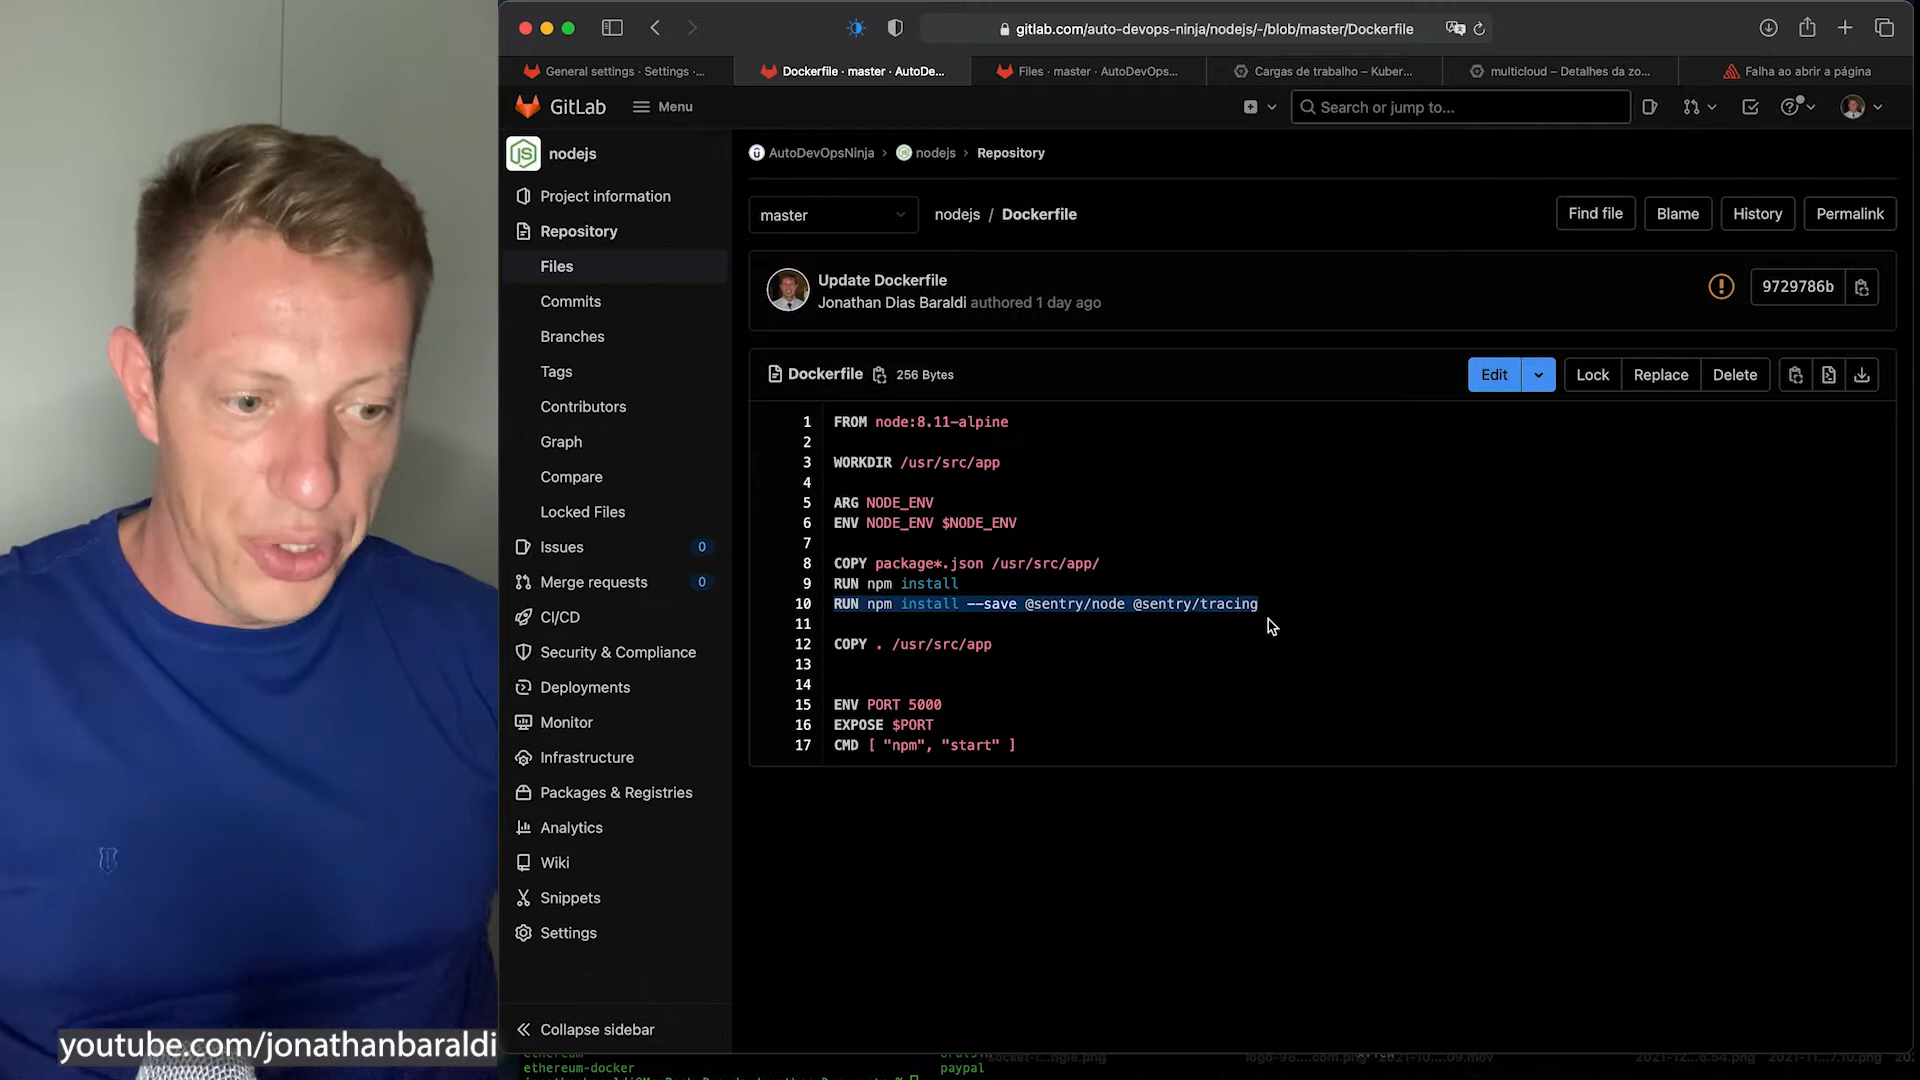 gitlab.com/auto-devops-ninja/nodejs/-/blob/master/Dockerfile
General settings · Settings ·...
Dockerfile · master · AutoDe...
Files · master · AutoDevOps...
Cargas de trabalho – Kuber...
multicloud – Detalhes da zo...
Falha ao abrir a página
GitLab
Menu
Search or jump to...
nodejs
Project information
Repository
Files
Commits
Branches
Tags
Contributors
Graph
Compare
Locked Files
Issues 0
Merge requests 0
CI/CD
Security & Compliance
Deployments
Monitor
Infrastructure
Packages & Registries
Analytics
Wiki
Snippets
Settings
Collapse sidebar
AutoDevOpsNinja › nodejs › Repository
master
nodejs / Dockerfile
Find file
Blame
History
Permalink
Update Dockerfile
Jonathan Dias Baraldi authored 1 day ago
9729786b
Dockerfile 256 Bytes
Edit
Lock
Replace
Delete
1 FROM node:8.11-alpine
2
3 WORKDIR /usr/src/app
4
5 ARG NODE_ENV
6 ENV NODE_ENV $NODE_ENV
7
8 COPY package*.json /usr/src/app/
9 RUN npm install
10 RUN npm install --save @sentry/node @sentry/tracing
11
12 COPY . /usr/src/app
13
14
15 ENV PORT 5000
16 EXPOSE $PORT
17 CMD [ "npm", "start" ]
youtube.com/jonathanbaraldi
ethereum-docker
paypal